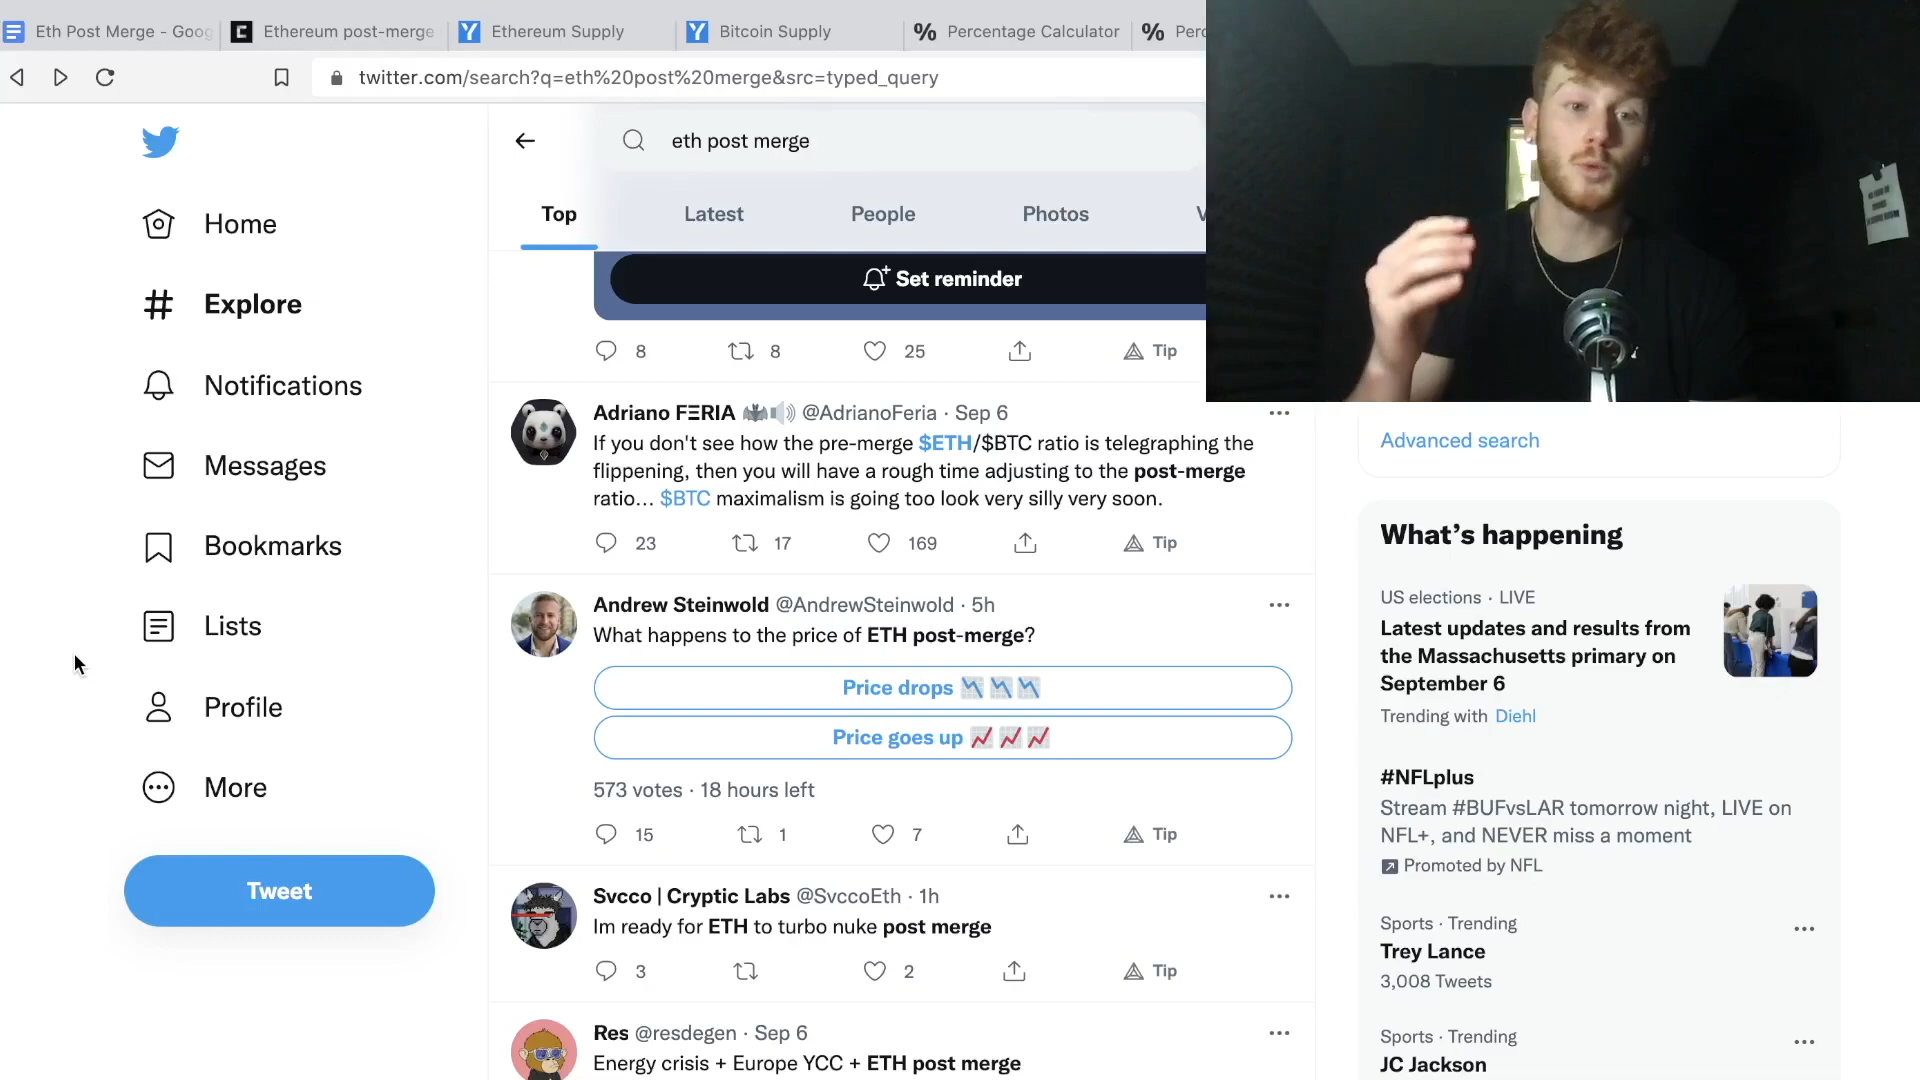 Eth Post Merge - Goog
Ethereum post-merge
Ethereum Supply
Bitcoin Supply
Percentage Calculator
Perc
twitter.com/search?q=eth%20post%20merge&src=typed_query
eth post merge
Top
Latest
People
Photos
V
Home
Explore
Notifications
Messages
Bookmarks
Lists
Profile
More
Tweet
Set reminder
8
8
25
Tip
Adriano FΞRIA @AdrianoFeria · Sep 6
If you don't see how the pre-merge $ETH/$BTC ratio is telegraphing the
flippening, then you will have a rough time adjusting to the post-merge
ratio... $BTC maximalism is going too look very silly very soon.
23
17
169
Tip
Andrew Steinwold @AndrewSteinwold · 5h
What happens to the price of ETH post-merge?
Price drops
Price goes up
573 votes · 18 hours left
15
1
7
Tip
Svcco | Cryptic Labs @SvccoEth · 1h
Im ready for ETH to turbo nuke post merge
3
2
Tip
Res @resdegen · Sep 6
Energy crisis + Europe YCC + ETH post merge
Advanced search
What's happening
US elections · LIVE
Latest updates and results from
the Massachusetts primary on
September 6
Trending with Diehl
#NFLplus
Stream #BUFvsLAR tomorrow night, LIVE on
NFL+, and NEVER miss a moment
Promoted by NFL
Sports · Trending
Trey Lance
3,008 Tweets
Sports · Trending
JC Jackson